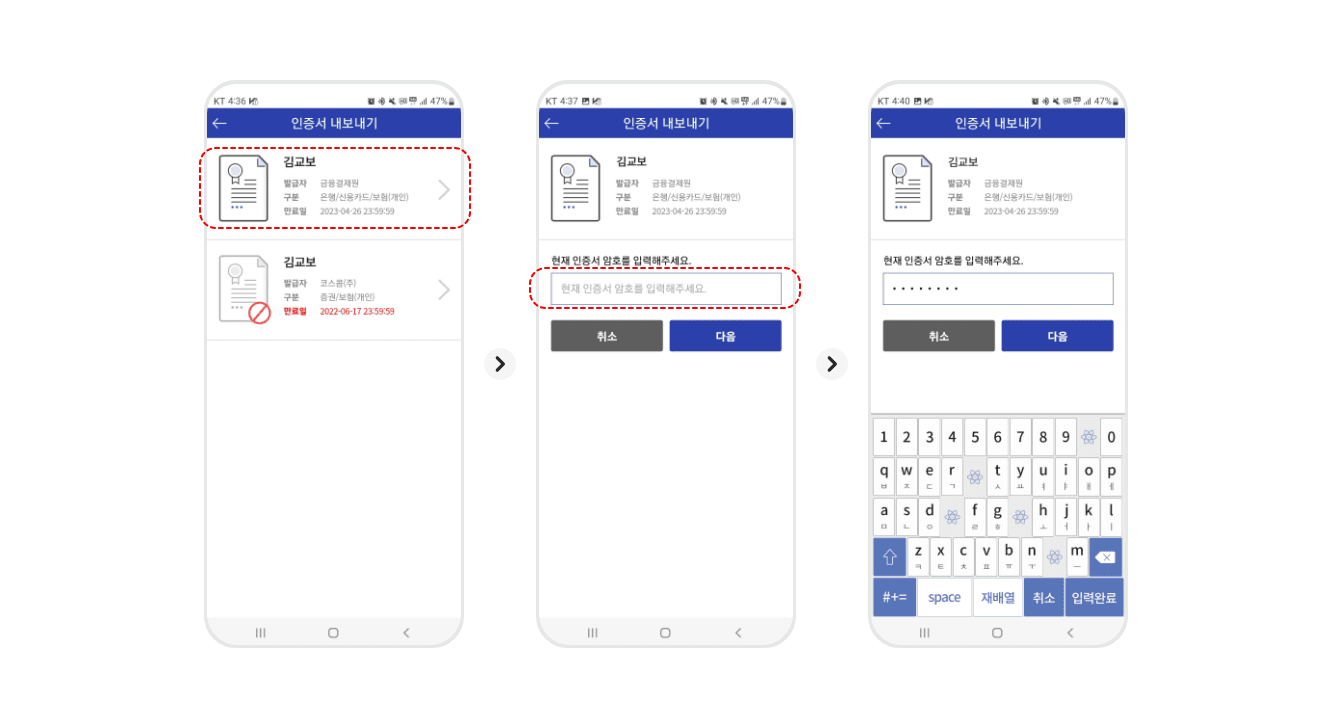 KT 4:36 47%
인증서 내보내기
김교보
발급자 금융결제원
구분 은행/신용카드/보험(개인)
만료일 2023-04-26 23:59:59
김교보
발급자 코스콤(주)
구분 증권/보험(개인)
만료일 2022-06-17 23:59:59
KT 4:37 47%
인증서 내보내기
김교보
발급자 금융결제원
구분 은행/신용카드/보험(개인)
만료일 2023-04-26 23:59:59
현재 인증서 암호를 입력해주세요.
현재 인증서 암호를 입력해주세요.
취소 다음
KT 4:40 47%
인증서 내보내기
김교보
발급자 금융결제원
구분 은행/신용카드/보험(개인)
만료일 2023-04-26 23:59:59
현재 인증서 암호를 입력해주세요.
• • • • • • • •
취소 다음
1 2 3 4 5 6 7 8 9 0
q w e r t y u i o p
ㅂ ㅈ ㄷ ㄱ ㅅ ㅛ ㅕ ㅑ ㅐ ㅔ
a s d f g h j k l
ㅁ ㄴ ㅇ ㄹ ㅎ ㅗ ㅓ ㅏ ㅣ
z x c v b n m
ㅋ ㅌ ㅊ ㅍ ㅠ ㅜ ㅡ
#+= space 재배열 취소 입력완료